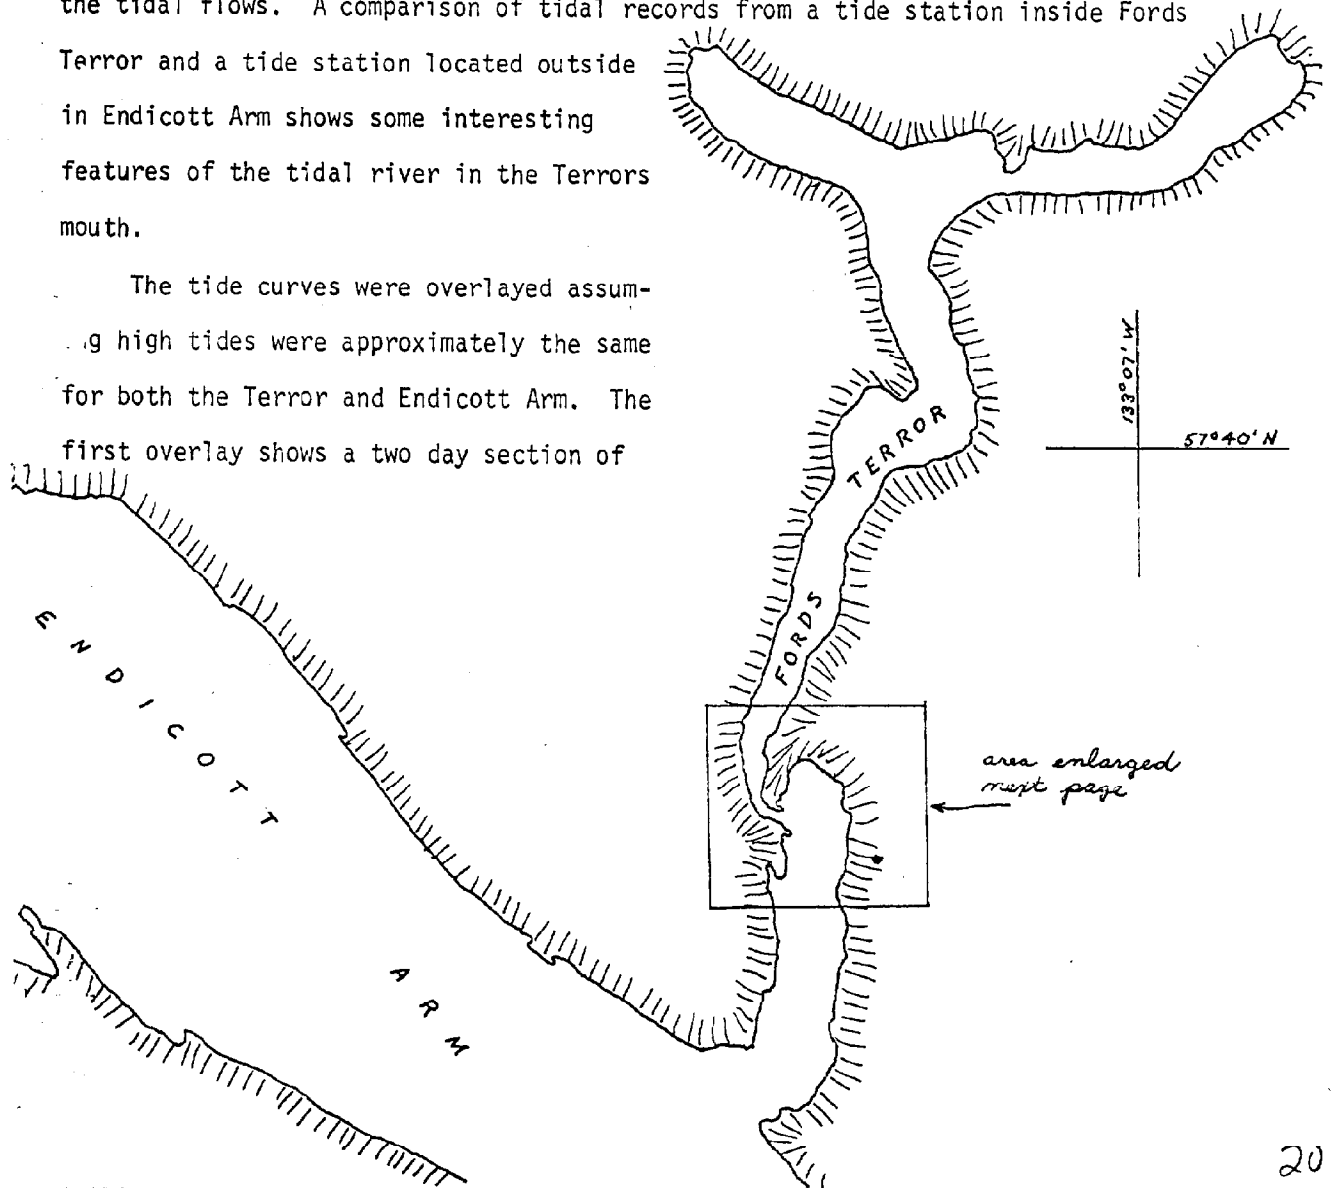 the tidal flows. A comparison of tidal records from a tide station inside Fords
Terror and a tide station located outside
in Endicott Arm shows some interesting
features of the tidal river in the Terrors
mouth.
The tide curves were overlayed assum-
g high tides were approximately the same
for both the Terror and Endicott Arm. The
first overlay shows a two day section of
133°07' W
57°40' N
FORDS TERROR
ENDICOTT ARM
area enlarged
next page
20